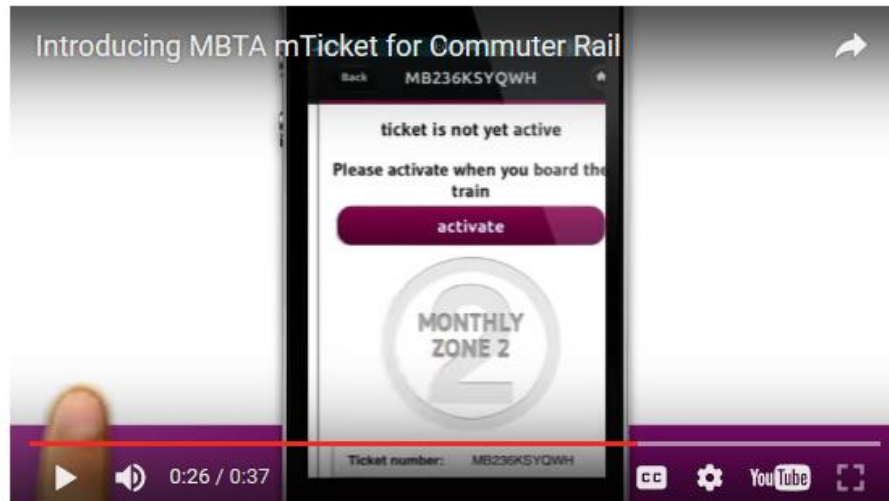 Introducing MBTA mTicket for Commuter Rail
Back MB236KSYQWH
ticket is not yet active
Please activate when you board the
train
activate
2
MONTHLY
ZONE 2
Ticket number: MB236KSYQWH
0:26 / 0:37 CC YouTube